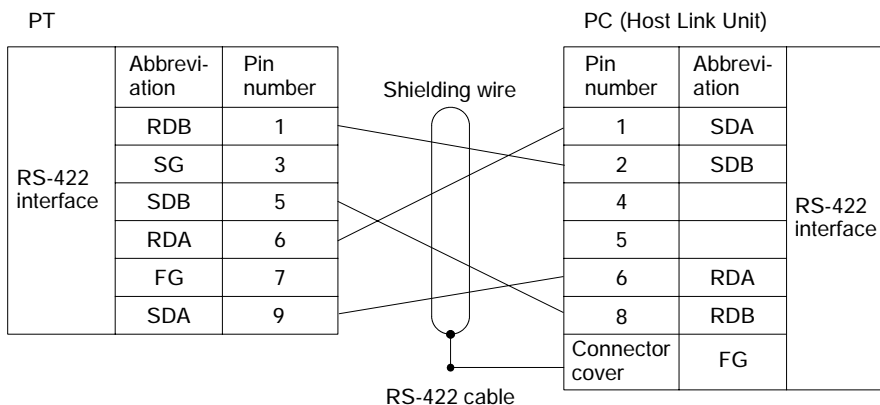 PT
PC (Host Link Unit)
Abbrevi-
ation
Pin
number
Shielding wire
Pin
number
Abbrevi-
ation
RDB 1
1 SDA
SG 3
2 SDB
RS-422
interface
SDB 5
4
RS-422
interface
RDA 6
5
FG 7
6 RDA
SDA 9
8 RDB
Connector
cover
FG
RS-422 cable